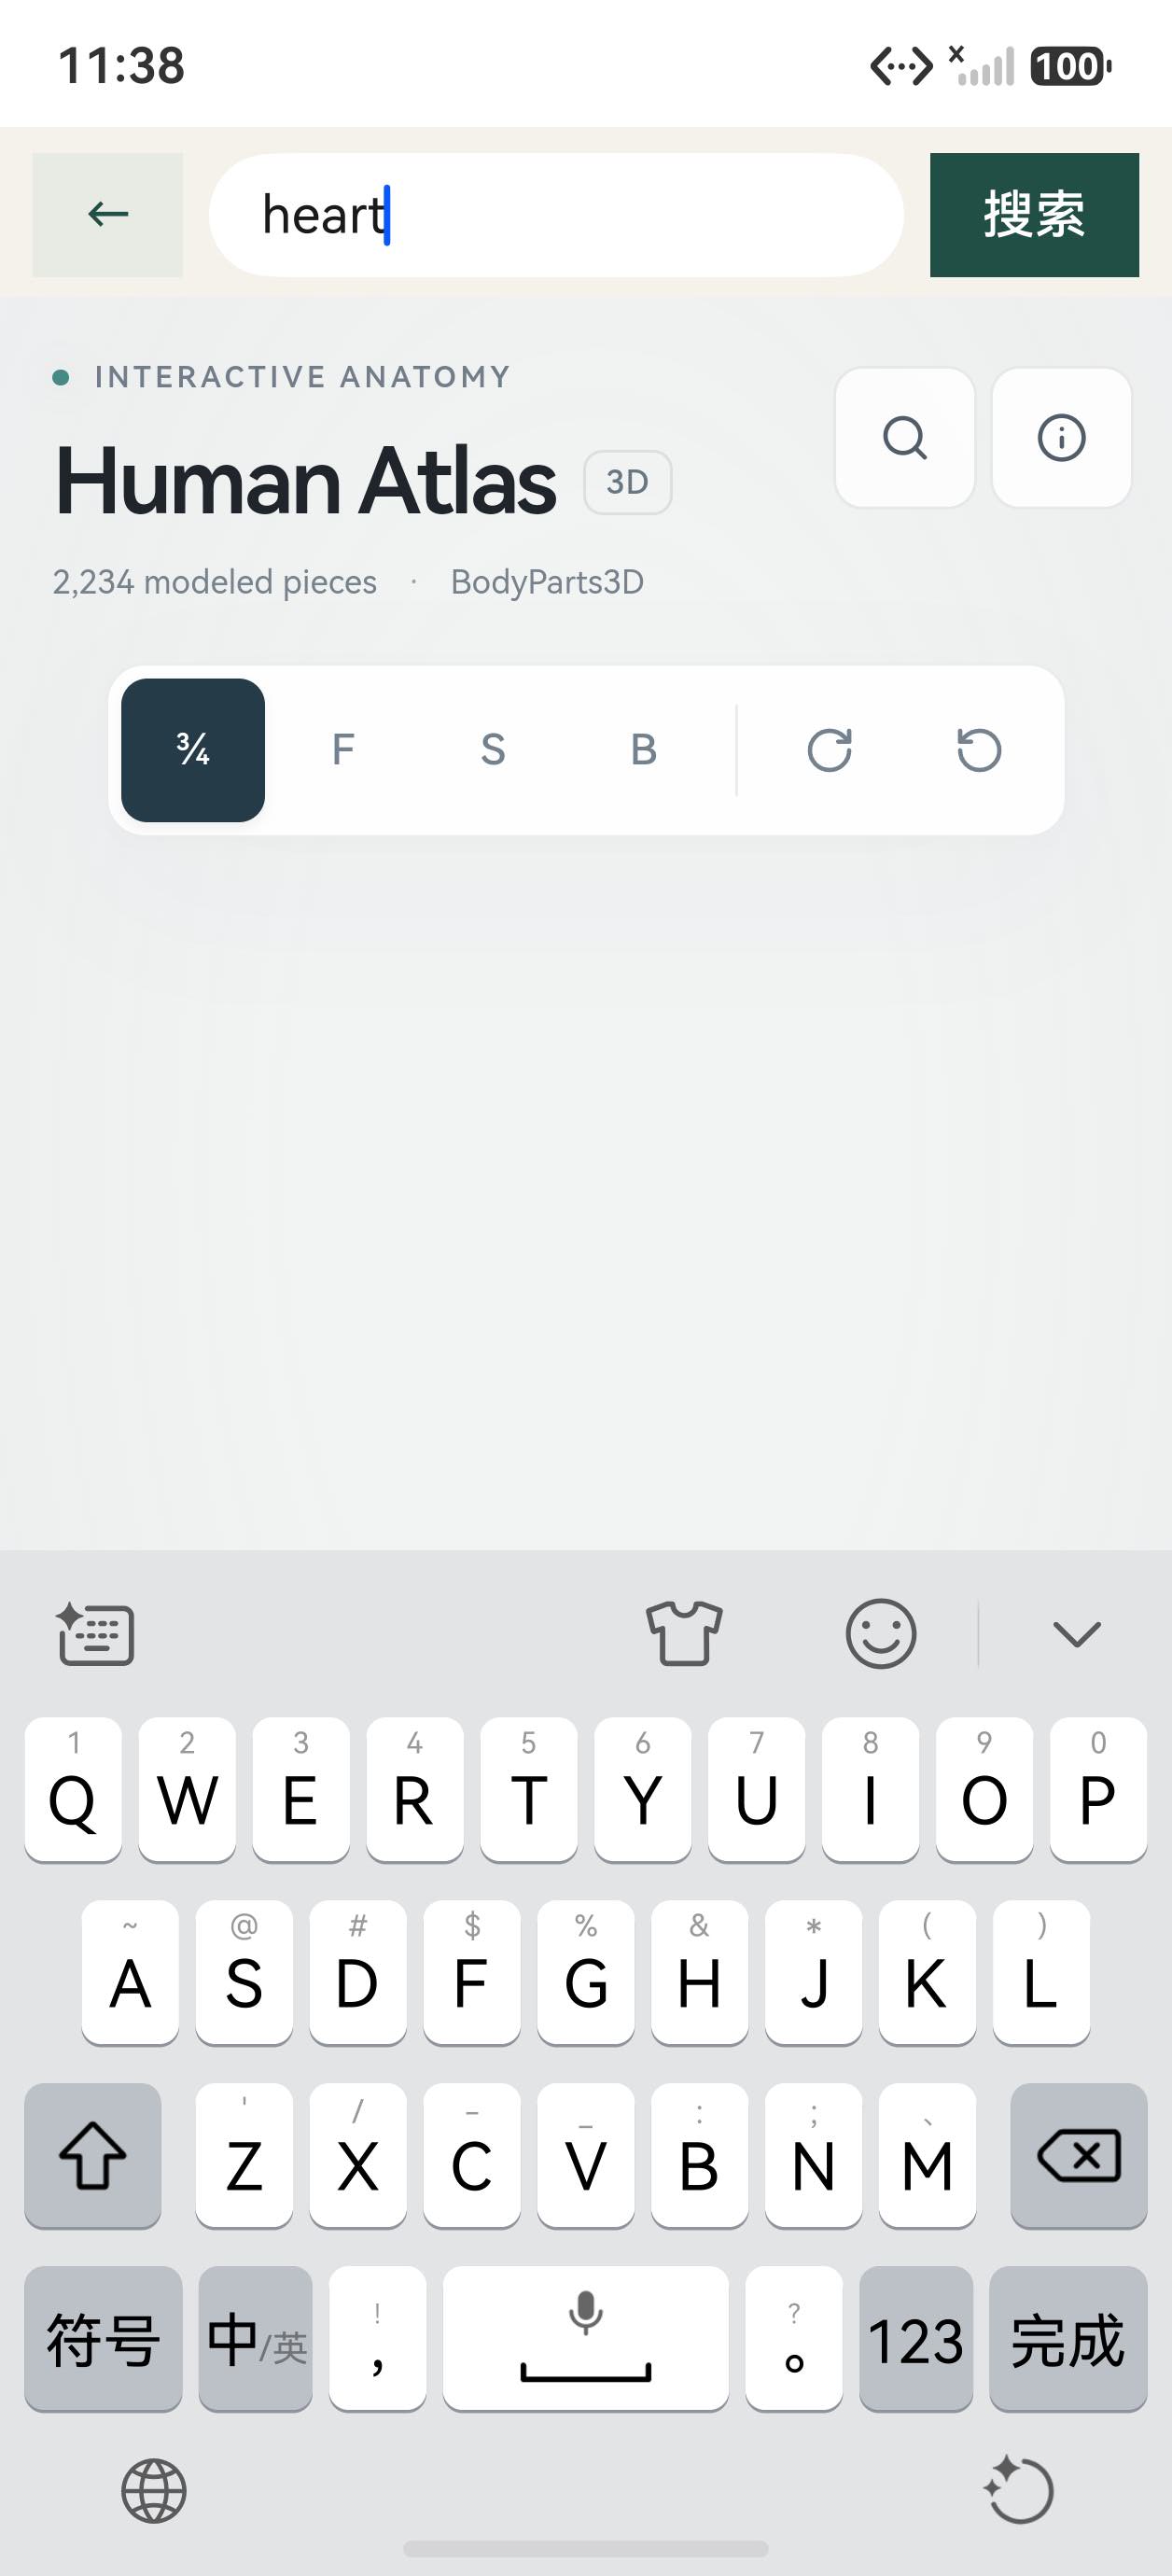 11:38
100
heart
搜索
INTERACTIVE ANATOMY
Human Atlas 3D
2,234 modeled pieces · BodyParts3D
¾ F S B
1 2 3 4 5 6 7 8 9 0
Q W E R T Y U I O P
~ @ # $ % & * ( )
A S D F G H J K L
' / - _ : ; 、
Z X C V B N M
符号 中/英 ! , ? 。 123 完成